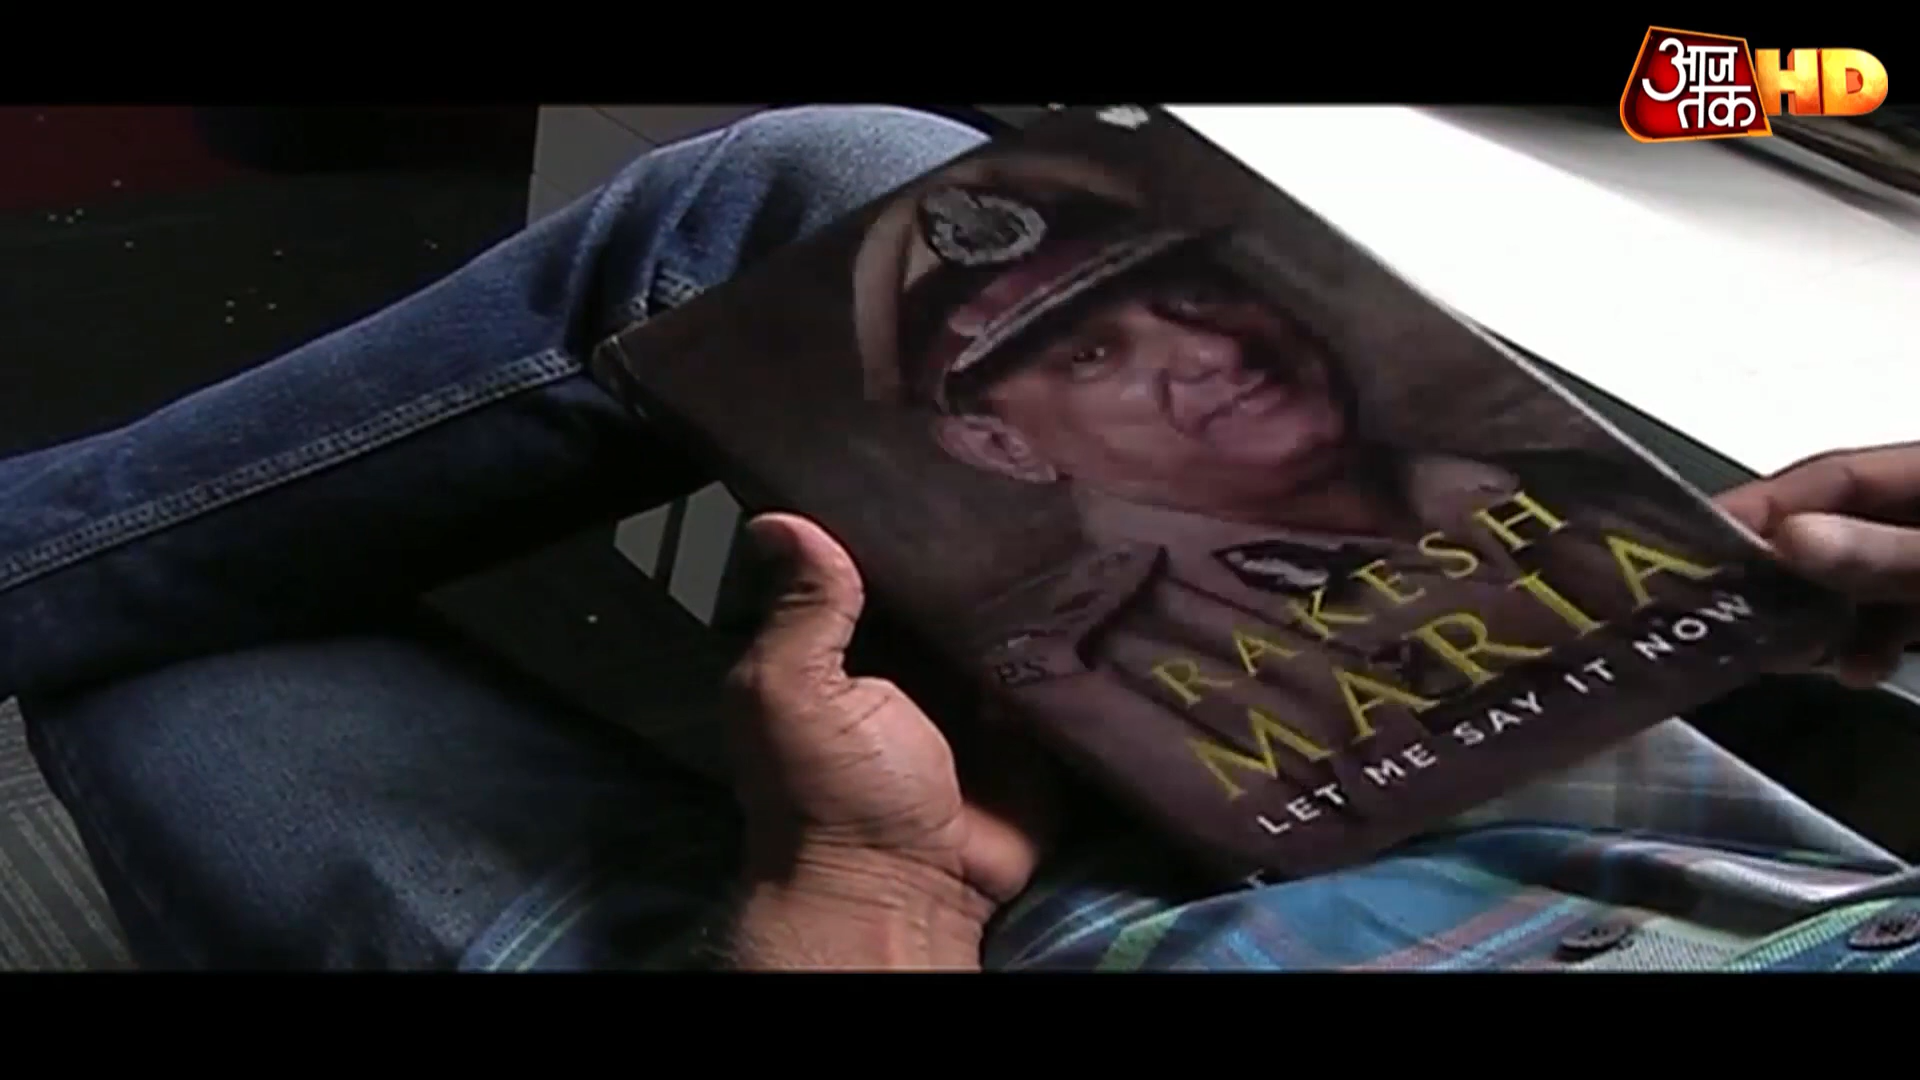 आज
तक HD
RAKESH
MARIA
LET ME SAY IT NOW